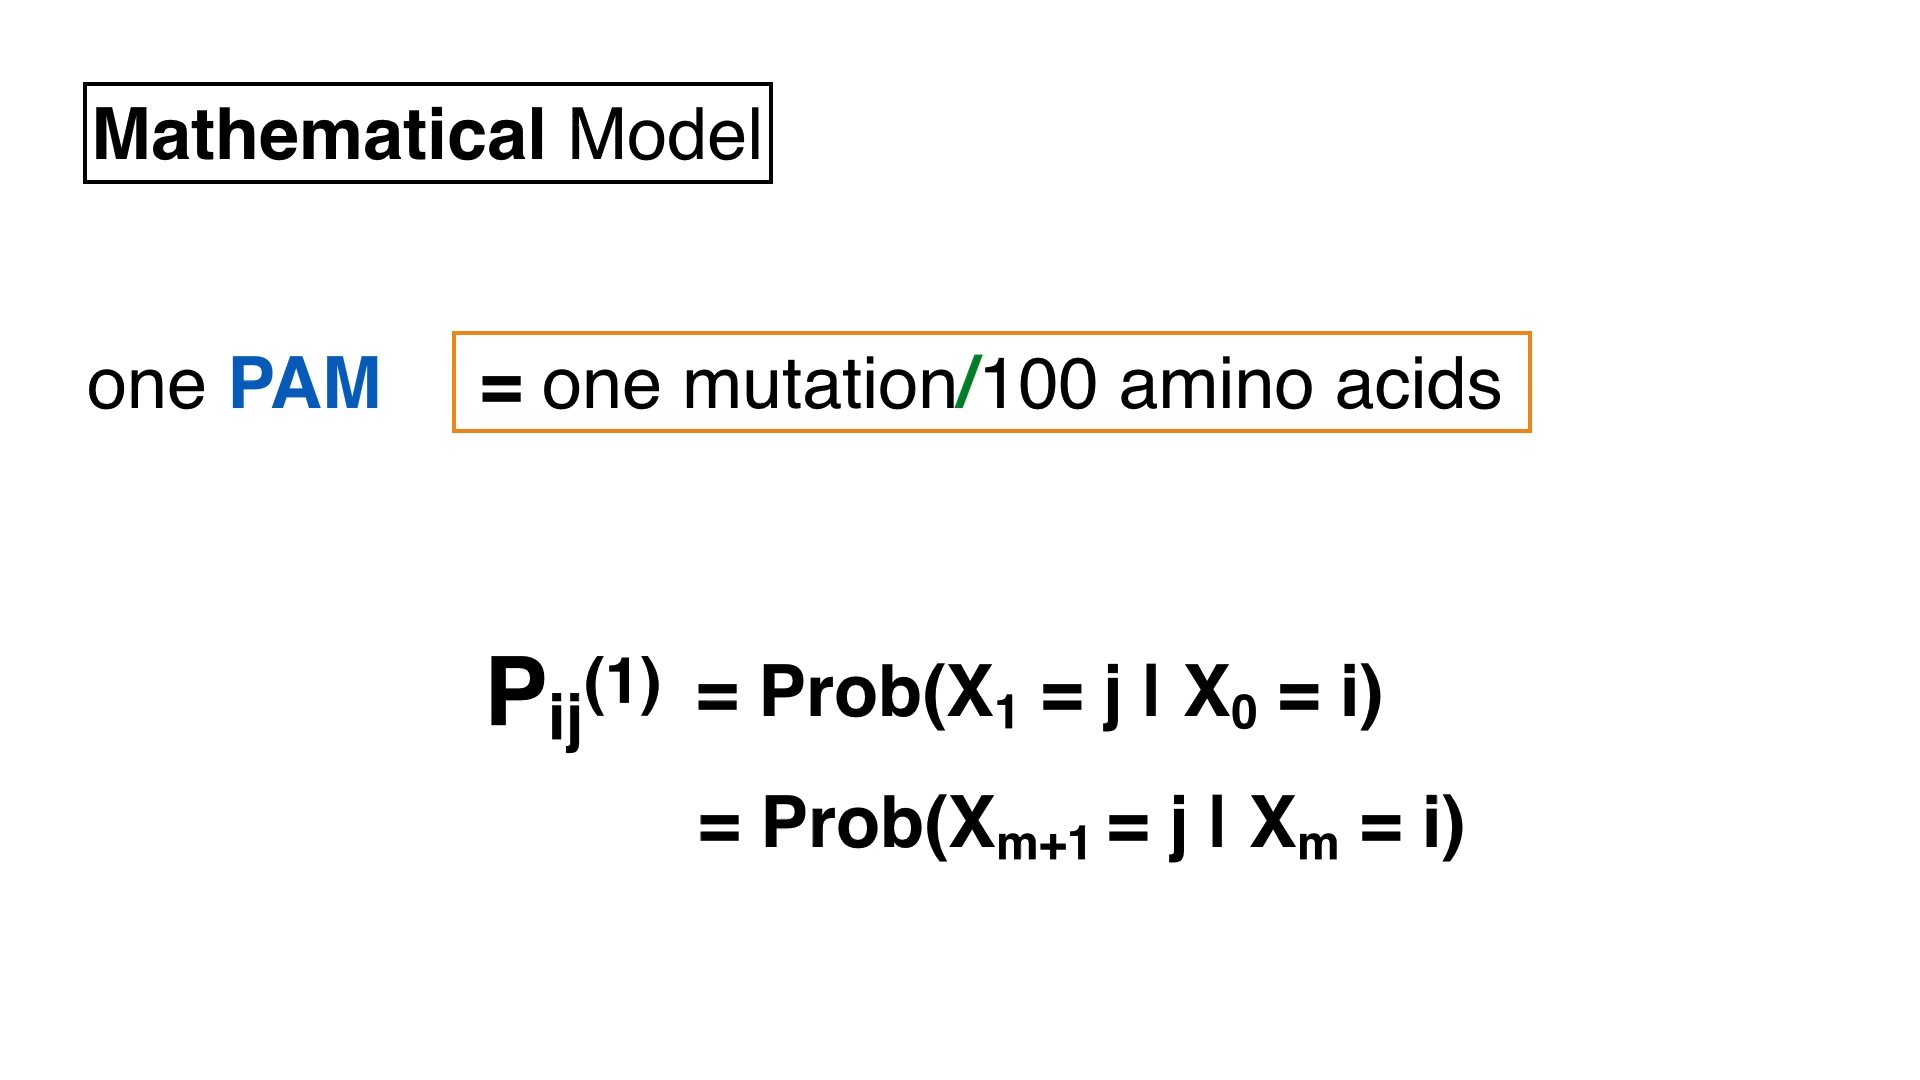 Mathematical Model
one PAM = one mutation/100 amino acids
Pij(1) = Prob(X1 = j | X0 = i)
= Prob(Xm+1 = j | Xm = i)